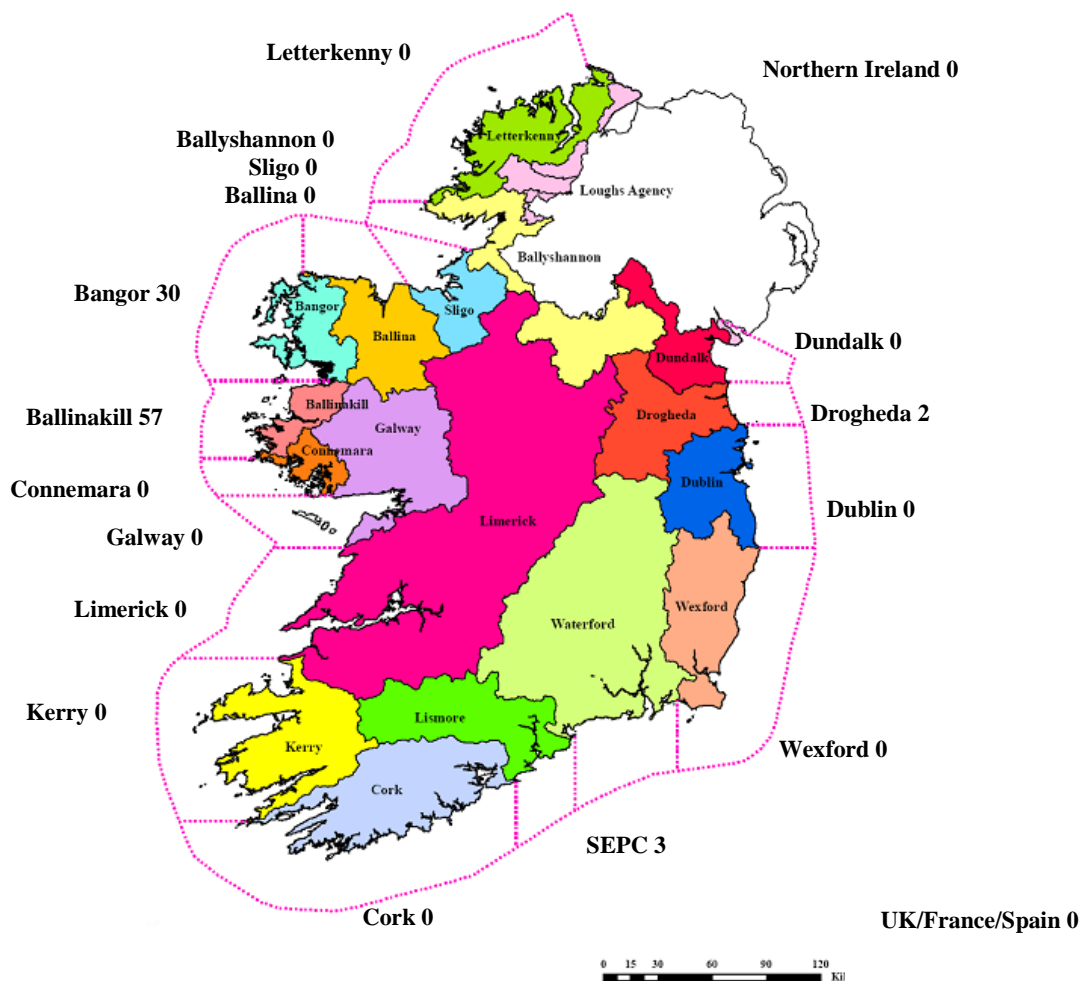 Letterkenny 0
Northern Ireland 0
Letterkenny
Ballyshannon 0
Sligo 0
Ballina 0
Loughs Agency
Ballyshannon
Bangor 30
Bangor
Sligo
Ballina
Dundalk 0
Dundalk
Ballinakill 57
Ballinakill
Galway
Drogheda
Drogheda 2
Connemara
Connemara 0
Dublin
Dublin 0
Limerick
Galway 0
Limerick 0
Wexford
Waterford
Kerry 0
Lismore
Kerry
Wexford 0
Cork
SEPC 3
Cork 0
UK/France/Spain 0
0 15 30 60 90 120
Kil